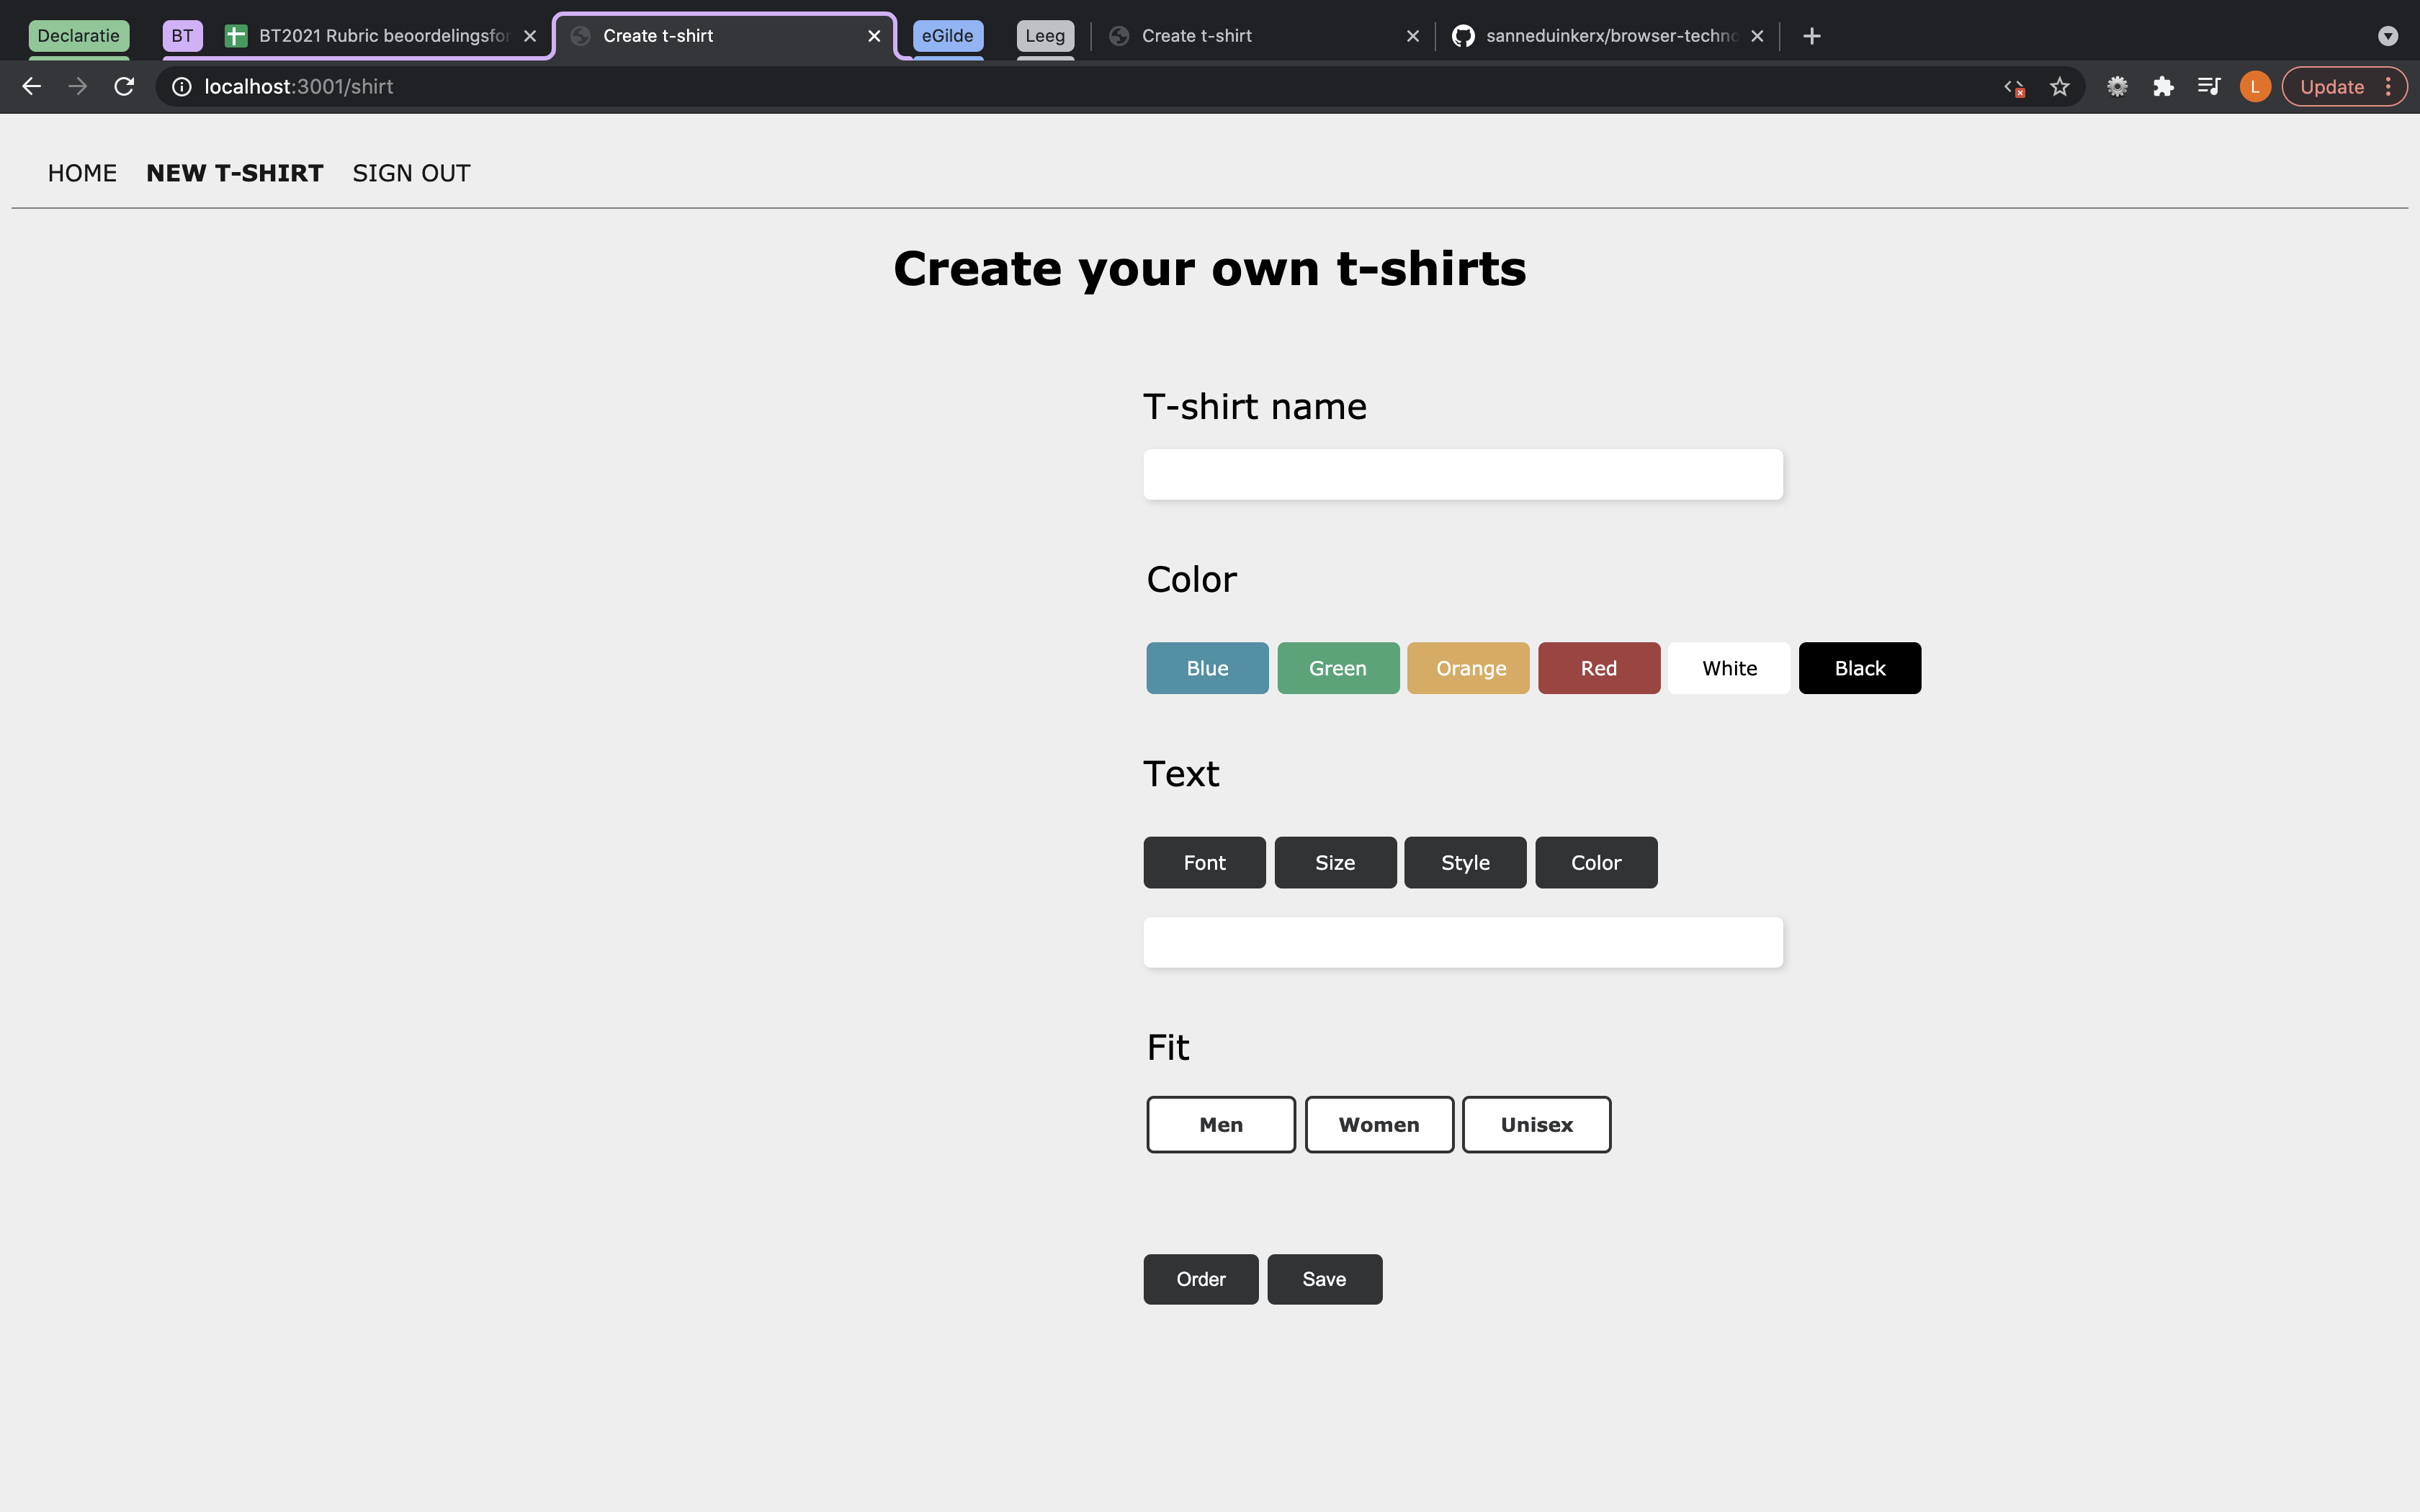 Declaratie BT BT2021 Rubric beoordelingsfor Create t-shirt eGilde Leeg Create t-shirt sanneduinkerx/browser-techno
localhost:3001/shirt L Update
HOME NEW T-SHIRT SIGN OUT
Create your own t-shirts
T-shirt name
Color
Blue Green Orange Red White Black
Text
Font Size Style Color
Fit
Men Women Unisex
Order Save